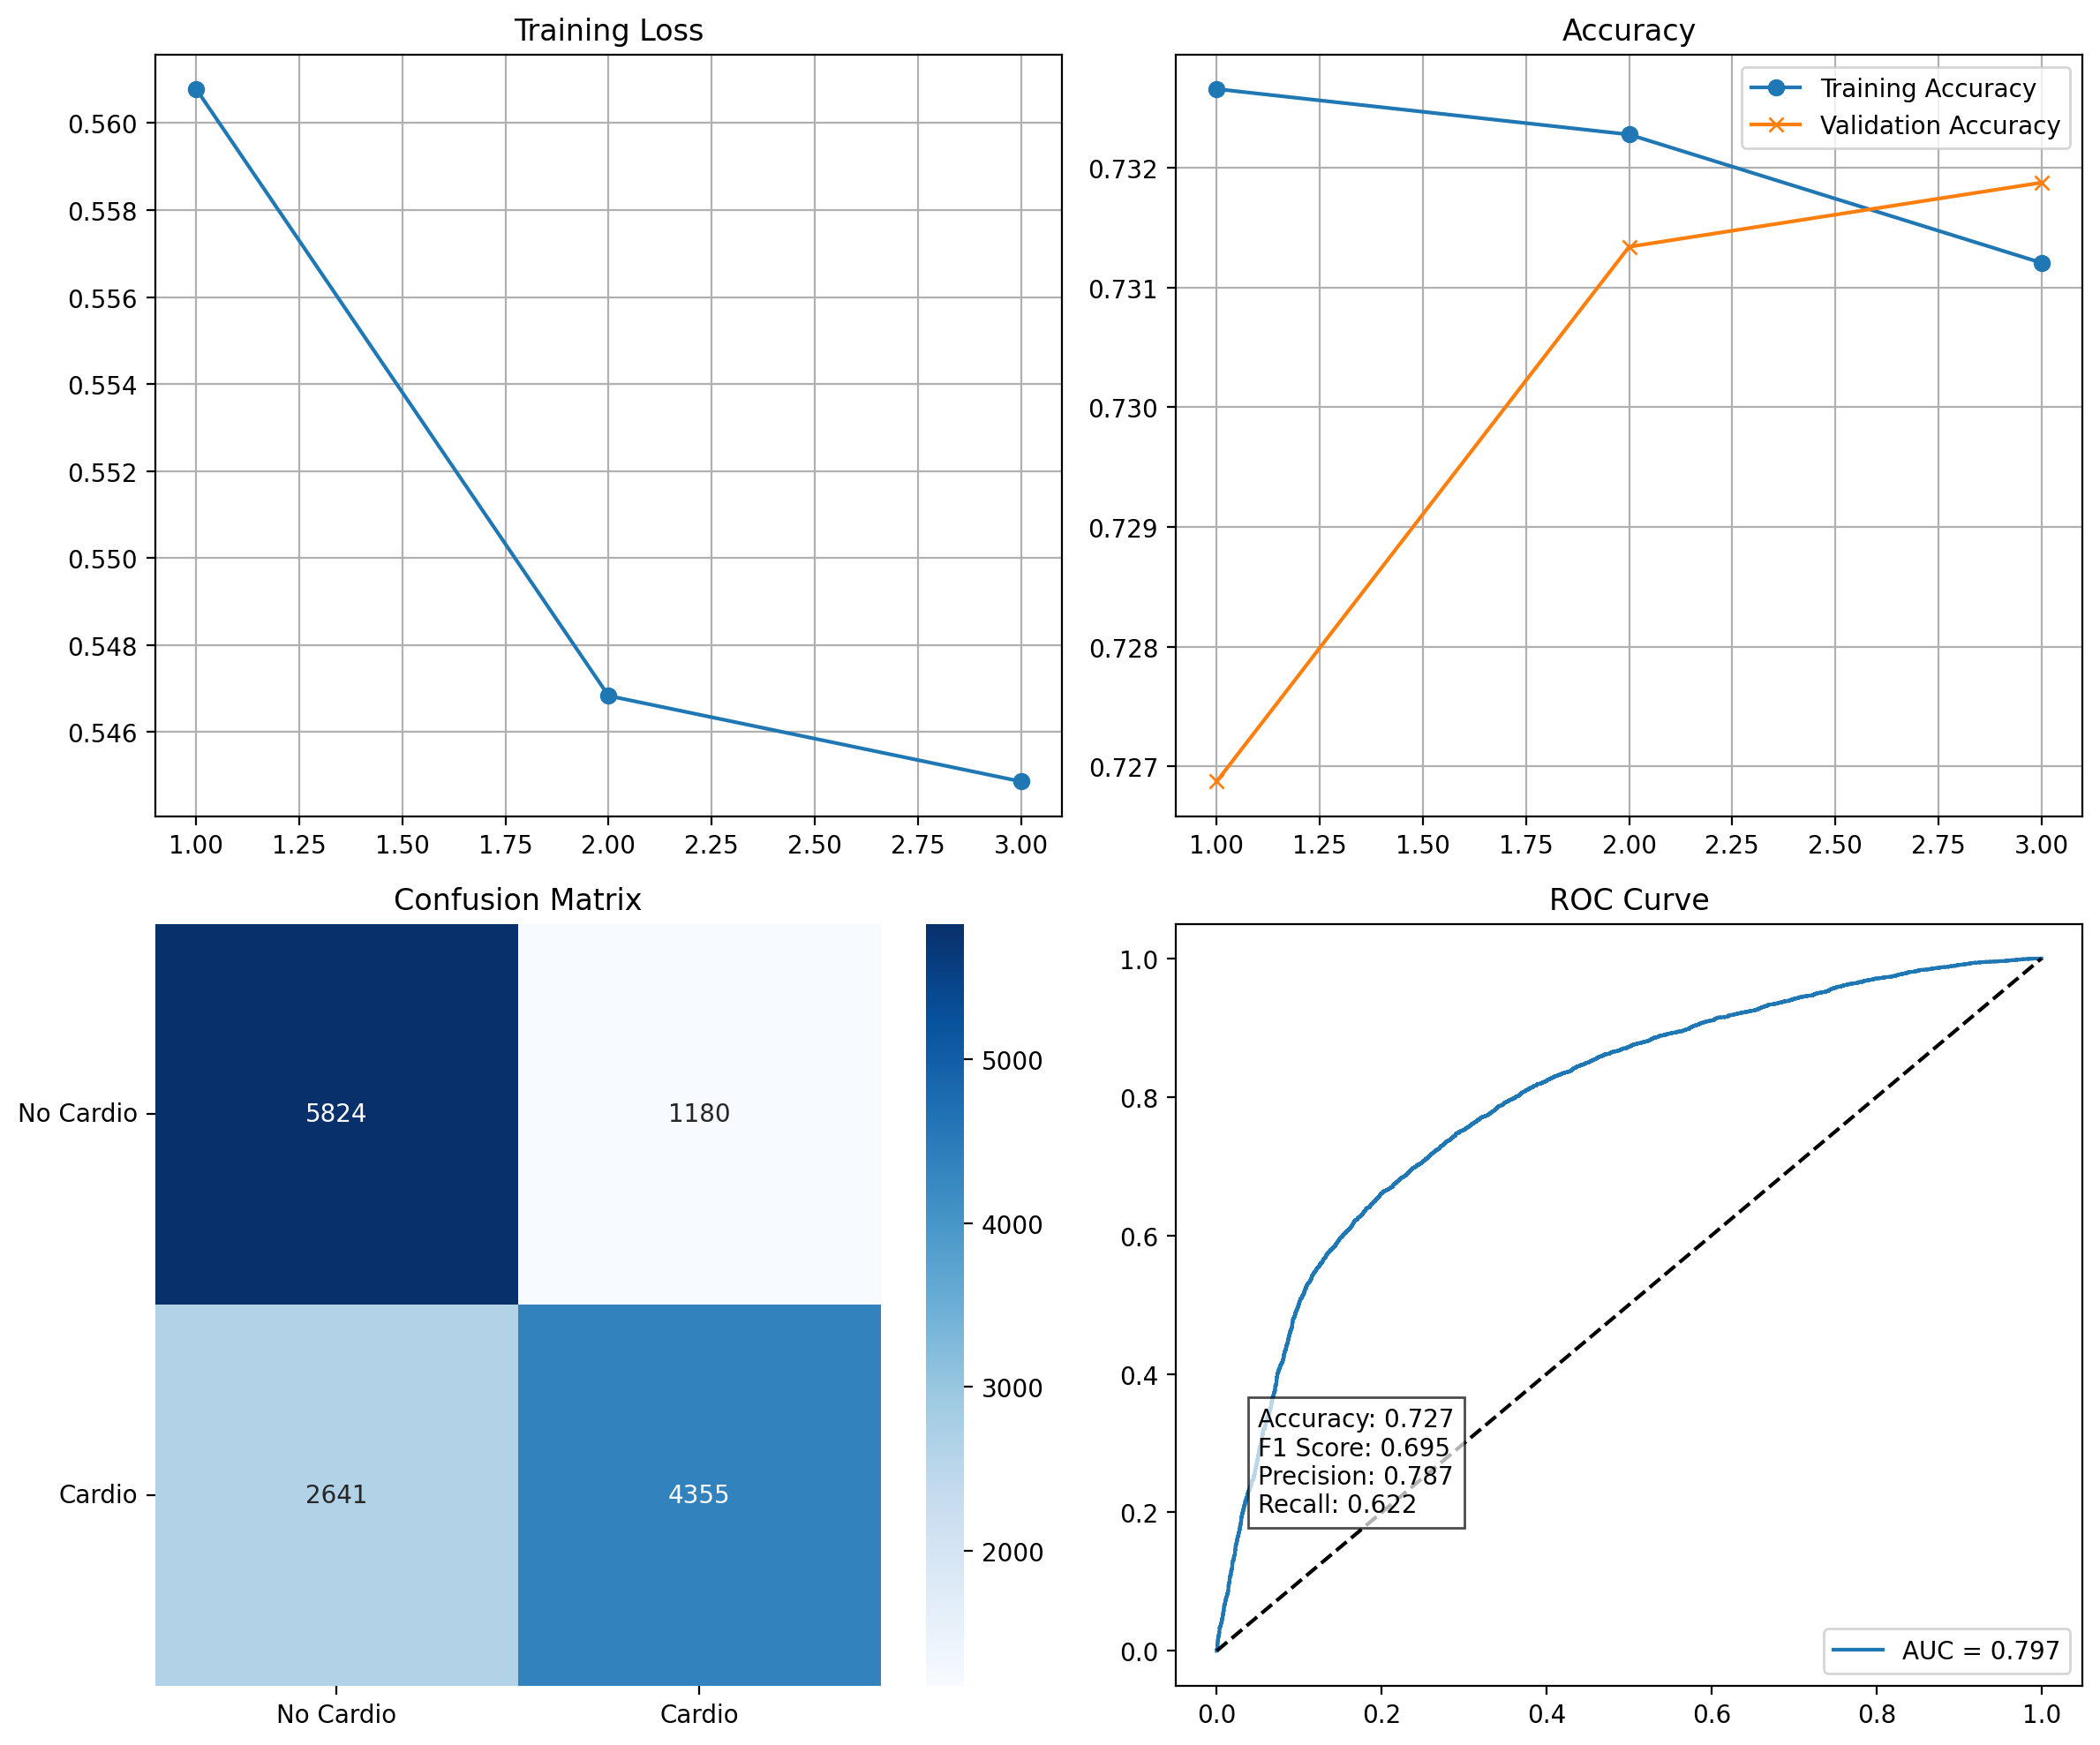 Training Loss
0.560
0.558
0.556
0.554
0.552
0.550
0.548
0.546
1.00 1.25 1.50 1.75 2.00 2.25 2.50 2.75 3.00
Accuracy
Training Accuracy
Validation Accuracy
0.732
0.731
0.730
0.729
0.728
0.727
1.00 1.25 1.50 1.75 2.00 2.25 2.50 2.75 3.00
Confusion Matrix
No Cardio
Cardio
5824 1180
2641 4355
No Cardio Cardio
5000
4000
3000
2000
ROC Curve
1.0
0.8
0.6
0.4
0.2
0.0
Accuracy: 0.727
F1 Score: 0.695
Precision: 0.787
Recall: 0.622
AUC = 0.797
0.0 0.2 0.4 0.6 0.8 1.0